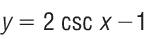 y = 2 csc x − 1